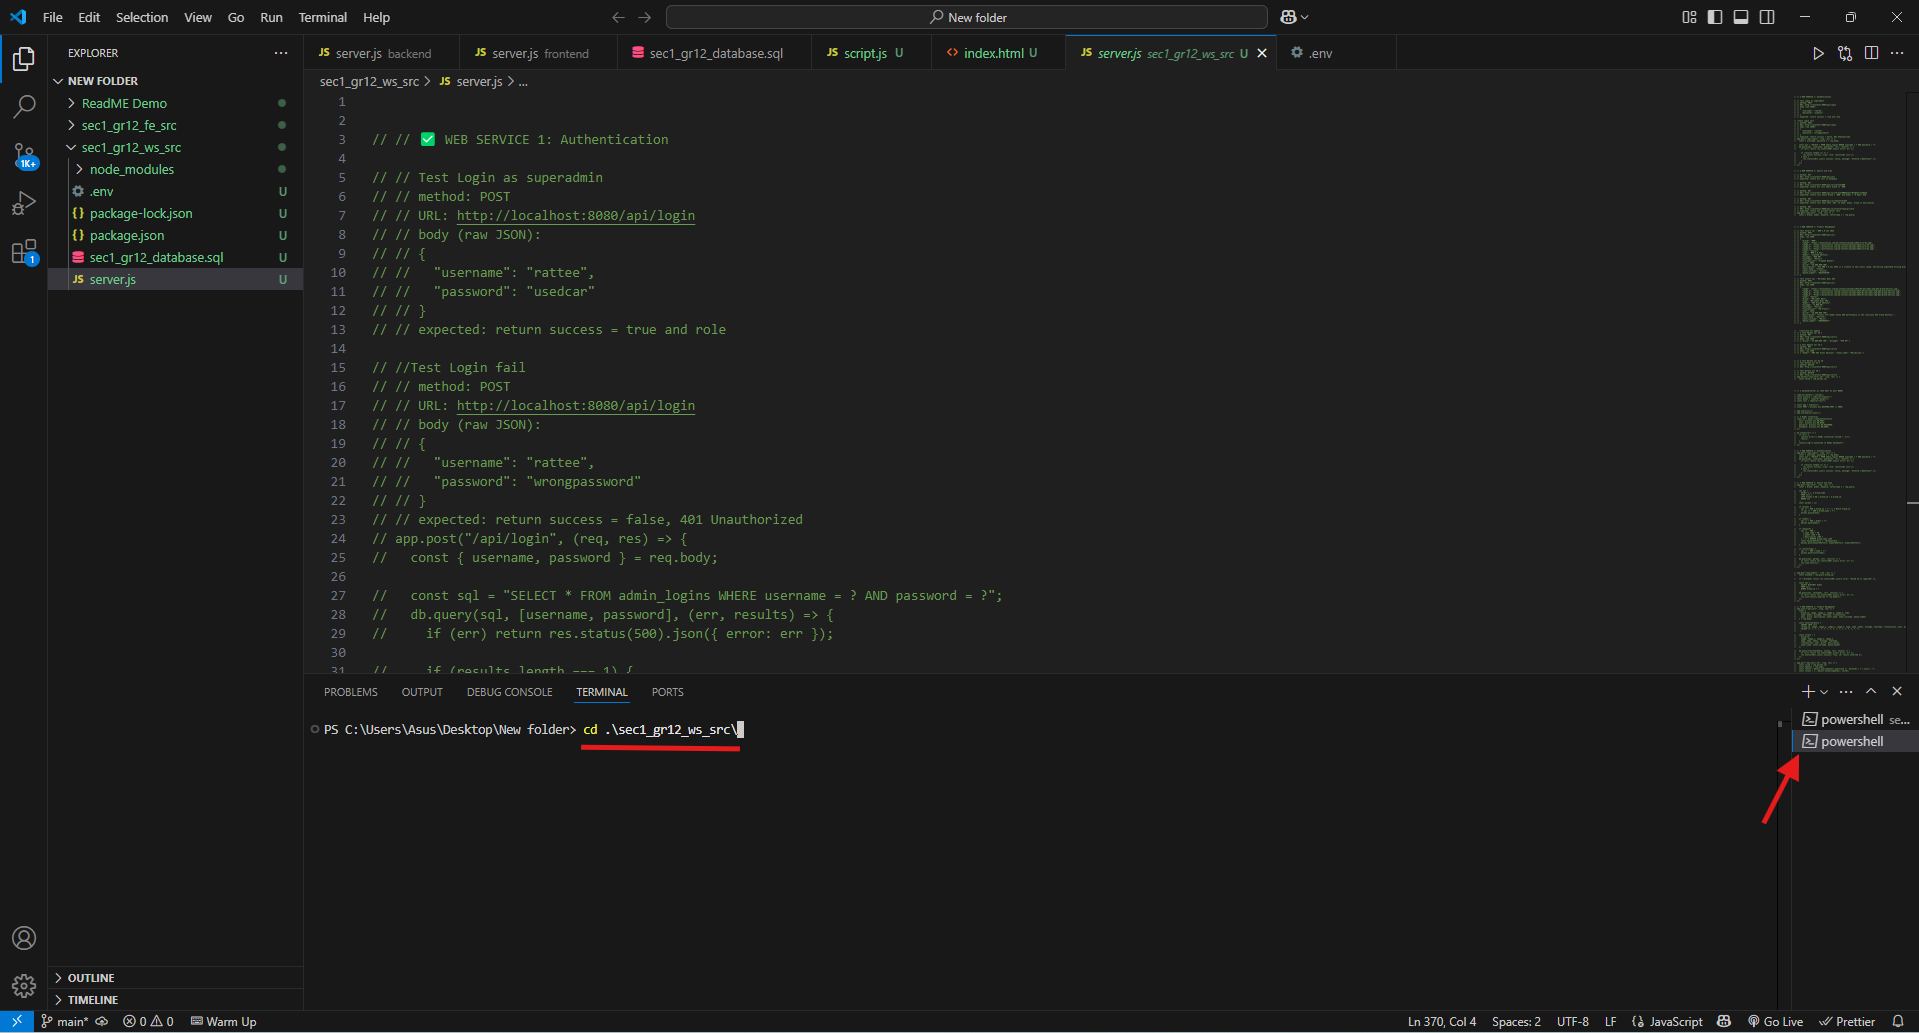 File Edit Selection View Go Run Terminal Help
New folder
EXPLORER
NEW FOLDER
ReadME Demo
sec1_gr12_fe_src
sec1_gr12_ws_src
node_modules
.env U
package-lock.json U
package.json U
sec1_gr12_database.sql U
server.js U
OUTLINE
TIMELINE
1K+
1
server.js backend
server.js frontend
sec1_gr12_database.sql
script.js U
index.html U
server.js sec1_gr12_ws_src U
.env
sec1_gr12_ws_src > JS server.js > ...
1
2
3 // // ✅ WEB SERVICE 1: Authentication
4
5 // // Test Login as superadmin
6 // // method: POST
7 // // URL: http://localhost:8080/api/login
8 // // body (raw JSON):
9 // // {
10 // //   "username": "rattee",
11 // //   "password": "usedcar"
12 // // }
13 // // expected: return success = true and role
14
15 // //Test Login fail
16 // // method: POST
17 // // URL: http://localhost:8080/api/login
18 // // body (raw JSON):
19 // // {
20 // //   "username": "rattee",
21 // //   "password": "wrongpassword"
22 // // }
23 // // expected: return success = false, 401 Unauthorized
24 // app.post("/api/login", (req, res) => {
25 //   const { username, password } = req.body;
26
27 //   const sql = "SELECT * FROM admin_logins WHERE username = ? AND password = ?";
28 //   db.query(sql, [username, password], (err, results) => {
29 //     if (err) return res.status(500).json({ error: err });
30
31 //     if (results.length === 1) {
PROBLEMS OUTPUT DEBUG CONSOLE TERMINAL PORTS
PS C:\Users\Asus\Desktop\New folder> cd .\sec1_gr12_ws_src\
powershell se...
powershell
main* 0 0 Warm Up
Ln 370, Col 4 Spaces: 2 UTF-8 LF JavaScript Go Live Prettier